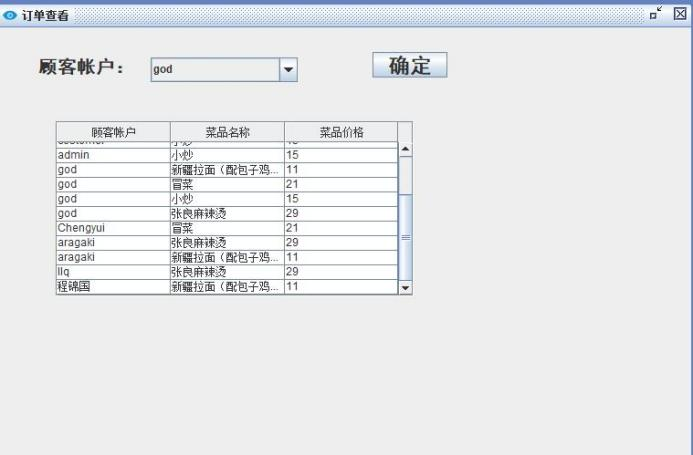 订单查看
顾客帐户： god 确定
顾客帐户 菜品名称 菜品价格
admin 小炒 15
god 新疆拉面（配包子鸡... 11
god 冒菜 21
god 小炒 15
god 张良麻辣烫 29
Chengyui 冒菜 21
aragaki 张良麻辣烫 29
aragaki 新疆拉面（配包子鸡... 11
llq 张良麻辣烫 29
程锦国 新疆拉面（配包子鸡... 11